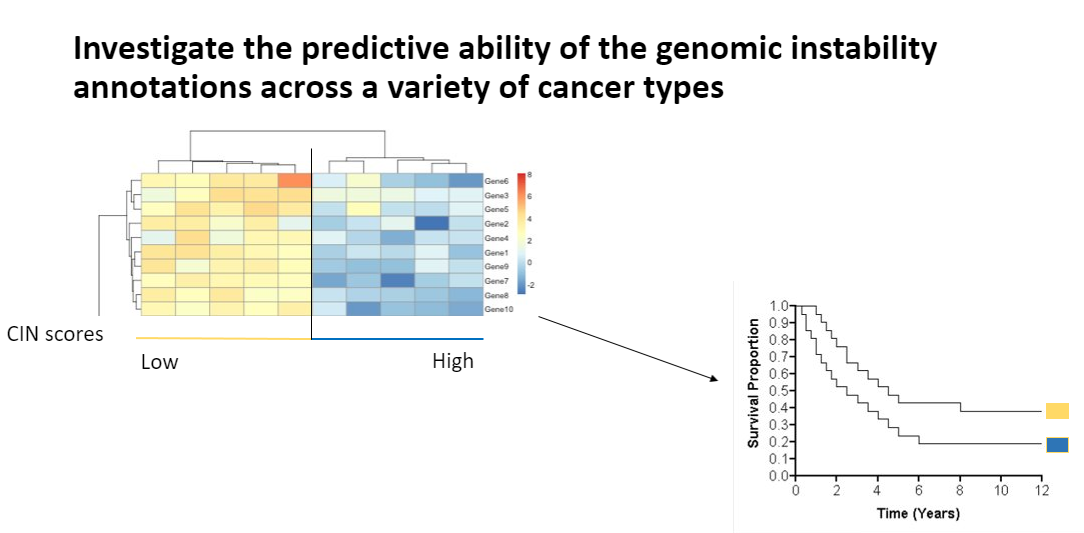 Investigate the predictive ability of the genomic instability
annotations across a variety of cancer types
Gene6
Gene3
Gene5
Gene2
Gene4
Gene1
Gene9
Gene7
Gene8
Gene10
8
6
4
2
0
-2
CIN scores
Low
High
Survival Proportion
1.0
0.9
0.8
0.7
0.6
0.5
0.4
0.3
0.2
0.1
0.0
0 2 4 6 8 10 12
Time (Years)